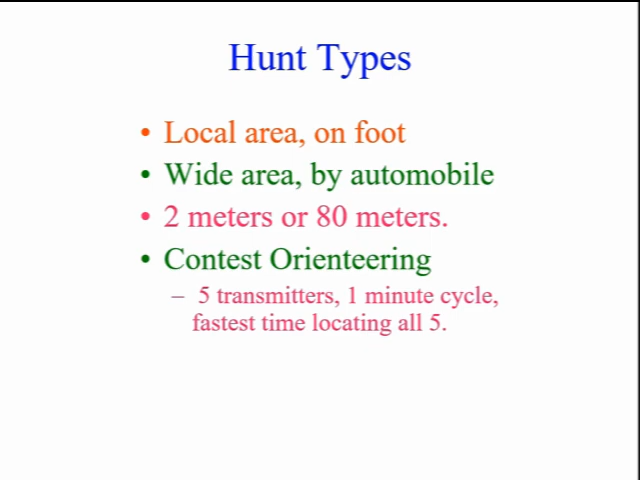 Hunt Types
• Local area, on foot
• Wide area, by automobile
• 2 meters or 80 meters.
• Contest Orienteering
– 5 transmitters, 1 minute cycle,
fastest time locating all 5.